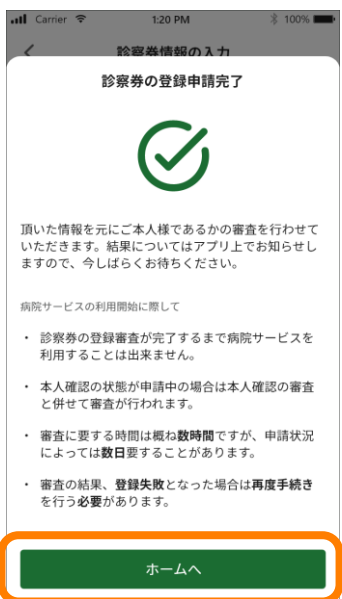 Carrier 1:20 PM 100%
診察券情報の入力
診察券の登録申請完了
頂いた情報を元にご本人様であるかの審査を行わせて
いただきます。結果についてはアプリ上でお知らせし
ますので、今しばらくお待ちください。
病院サービスの利用開始に際して
・ 診察券の登録審査が完了するまで病院サービスを
利用することは出来ません。
・ 本人確認の状態が申請中の場合は本人確認の審査
と併せて審査が行われます。
・ 審査に要する時間は概ね数時間ですが、申請状況
によっては数日要することがあります。
・ 審査の結果、登録失敗となった場合は再度手続き
を行う必要があります。
ホームへ